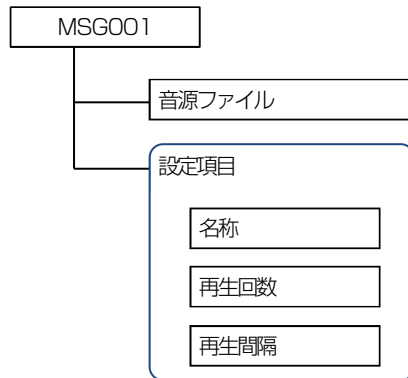 MSG001
音源ファイル
設定項目
名称
再生回数
再生間隔